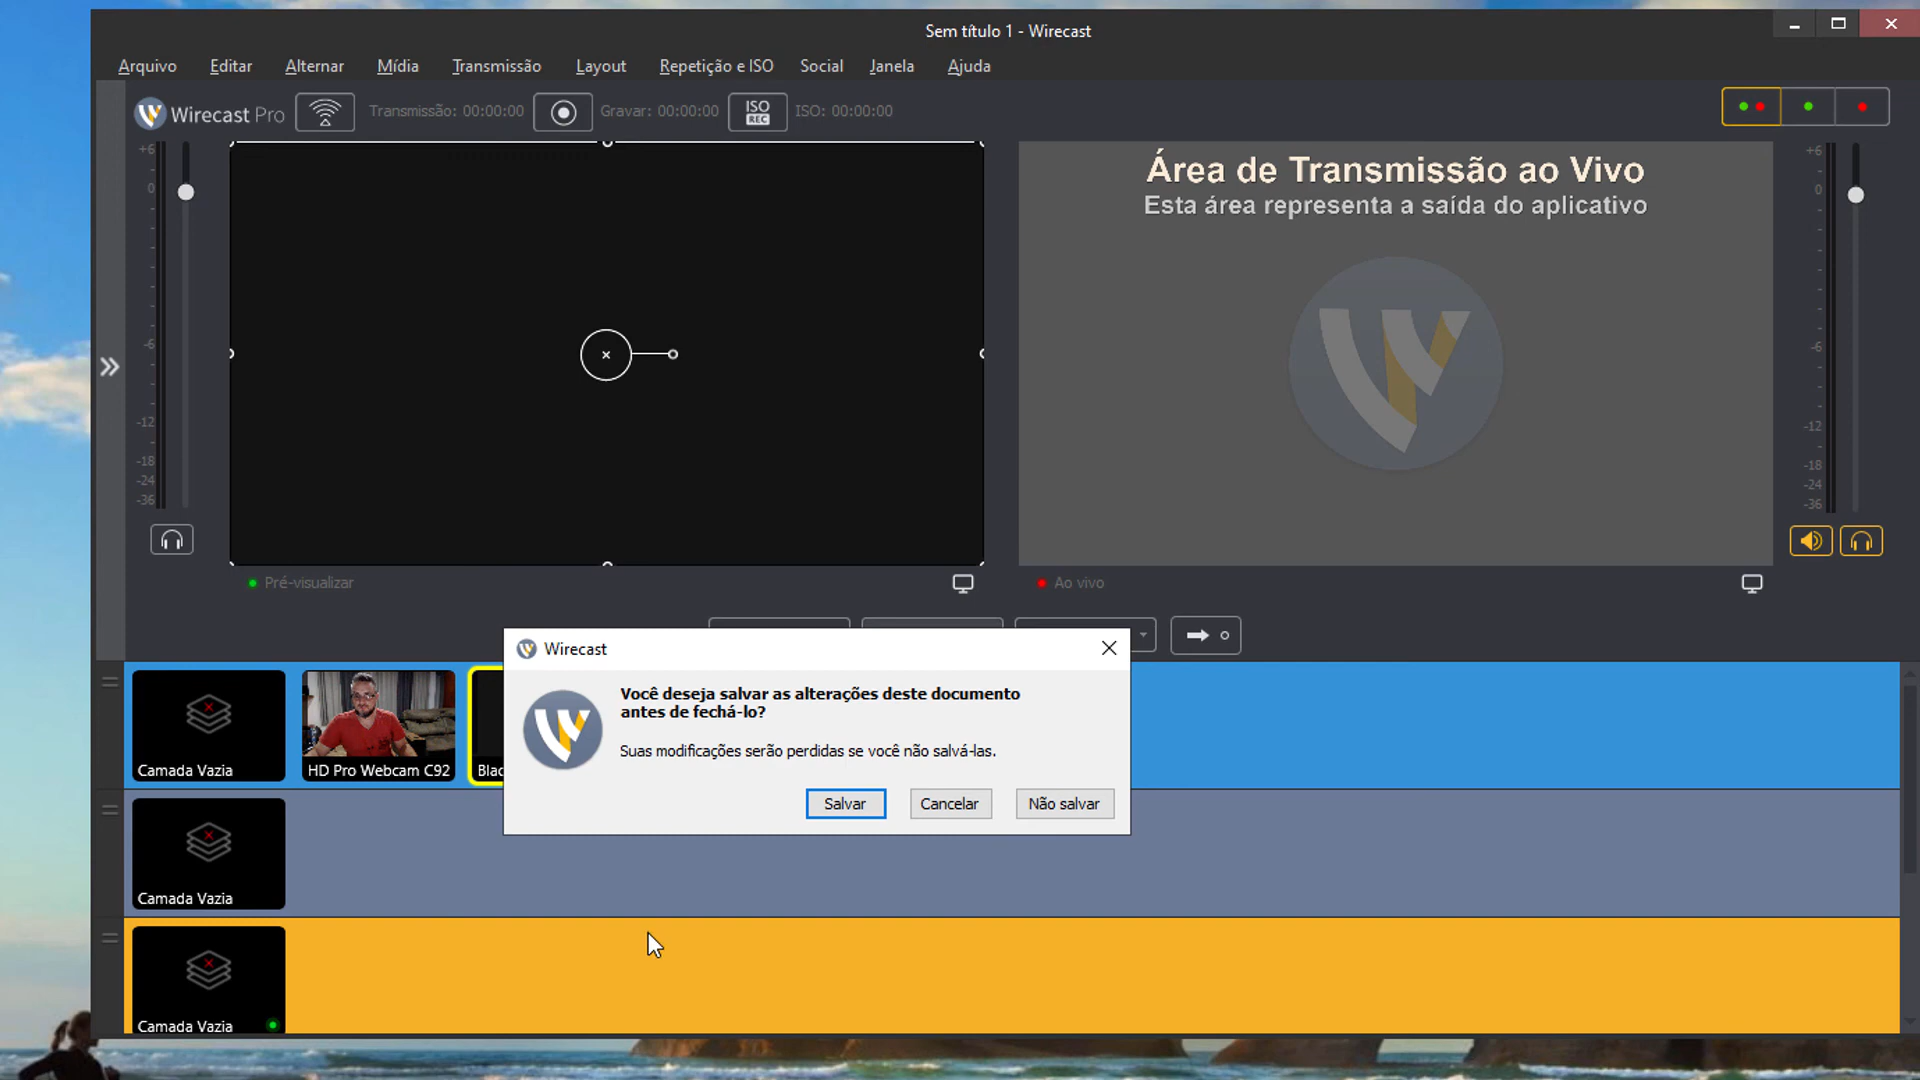 Sem título 1 - Wirecast
Arquivo Editar Alternar Mídia Transmissão Layout Repetição e ISO Social Janela Ajuda
Wirecast Pro Transmissão: 00:00:00 Gravar: 00:00:00 ISO REC ISO: 00:00:00
+6
0
-6
-12
-18
-24
-36
Área de Transmissão ao Vivo
Esta área representa a saída do aplicativo
+6
0
-6
-12
-18
-24
-36
Pré-visualizar
Ao vivo
Wirecast
Você deseja salvar as alterações deste documento
antes de fechá-lo?
Suas modificações serão perdidas se você não salvá-las.
Salvar Cancelar Não salvar
Camada Vazia
HD Pro Webcam C92
Blac
Camada Vazia
Camada Vazia